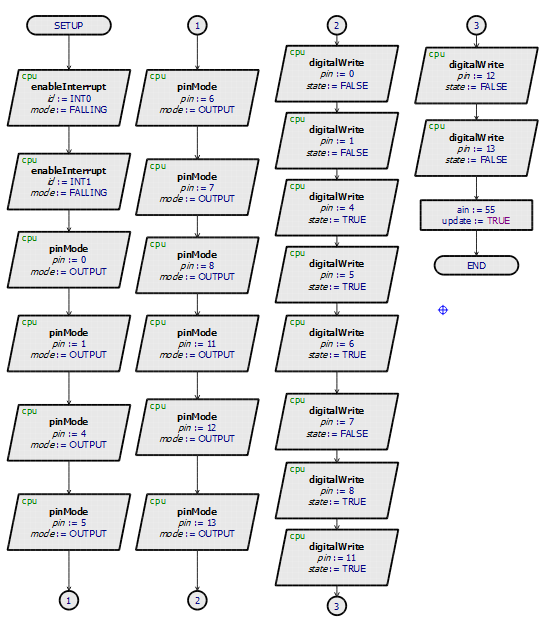 SETUP
cpu
enableInterrupt
id := INT0
mode:= FALLING
cpu
enableInterrupt
id := INT1
mode:= FALLING
cpu
pinMode
pin := 0
mode:= OUTPUT
cpu
pinMode
pin := 1
mode:= OUTPUT
cpu
pinMode
pin := 4
mode:= OUTPUT
cpu
pinMode
pin := 5
mode:= OUTPUT
1
1
cpu
pinMode
pin := 6
mode:= OUTPUT
cpu
pinMode
pin := 7
mode:= OUTPUT
cpu
pinMode
pin := 8
mode:= OUTPUT
cpu
pinMode
pin := 11
mode:= OUTPUT
cpu
pinMode
pin := 12
mode:= OUTPUT
cpu
pinMode
pin := 13
mode:= OUTPUT
2
2
cpu
digitalWrite
pin := 0
state:= FALSE
cpu
digitalWrite
pin := 1
state:= FALSE
cpu
digitalWrite
pin := 4
state:= TRUE
cpu
digitalWrite
pin := 5
state:= TRUE
cpu
digitalWrite
pin := 6
state:= TRUE
cpu
digitalWrite
pin := 7
state:= FALSE
cpu
digitalWrite
pin := 8
state:= TRUE
cpu
digitalWrite
pin := 11
state:= TRUE
3
3
cpu
digitalWrite
pin := 12
state:= FALSE
cpu
digitalWrite
pin := 13
state:= FALSE
ain := 55
update := TRUE
END